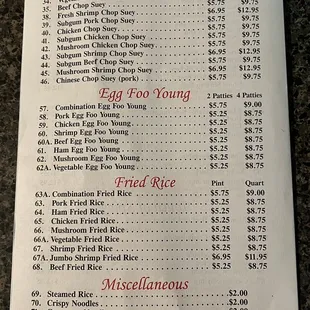 $5.75 $9.75
35. Beef Chop Suey $5.75 $9.75
38. Fresh Shrimp Chop Suey $6.95 $12.95
39. Subgum Pork Chop Suey $5.75 $9.75
40. Chicken Chop Suey $5.75 $9.75
41. Subgum Chicken Chop Suey $5.75 $9.75
42. Mushroom Chicken Chop Suey $5.75 $9.75
43. Subgum Shrimp Chop Suey $6.95 $12.95
44. Subgum Beef Chop Suey $5.75 $9.75
45. Mushroom Shrimp Chop Suey $6.95 $12.95
46. Chinese Chop Suey (pork) $5.75 $9.75
Egg Foo Young 2 Patties 4 Patties
57. Combination Egg Foo Young $5.75 $9.00
58. Pork Egg Foo Young $5.25 $8.75
59. Chicken Egg Foo Young $5.25 $8.75
60. Shrimp Egg Foo Young $5.25 $8.75
60A. Beef Egg Foo Young $5.25 $8.75
61. Ham Egg Foo Young $5.25 $8.75
62. Mushroom Egg Foo Young $5.25 $8.75
62A. Vegetable Egg Foo Young $5.25 $8.75
Fried Rice Pint Quart
63A. Combination Fried Rice $5.75 $9.00
63. Pork Fried Rice $5.25 $8.75
64. Ham Fried Rice $5.25 $8.75
65. Chicken Fried Rice $5.25 $8.75
66. Mushroom Fried Rice $5.25 $8.75
66A. Vegetable Fried Rice $5.25 $8.75
67. Shrimp Fried Rice $5.25 $8.75
67A. Jumbo Shrimp Fried Rice $6.95 $11.95
68. Beef Fried Rice $5.25 $8.75
Miscellaneous
69. Steamed Rice $2.00
70. Crispy Noodles $2.00